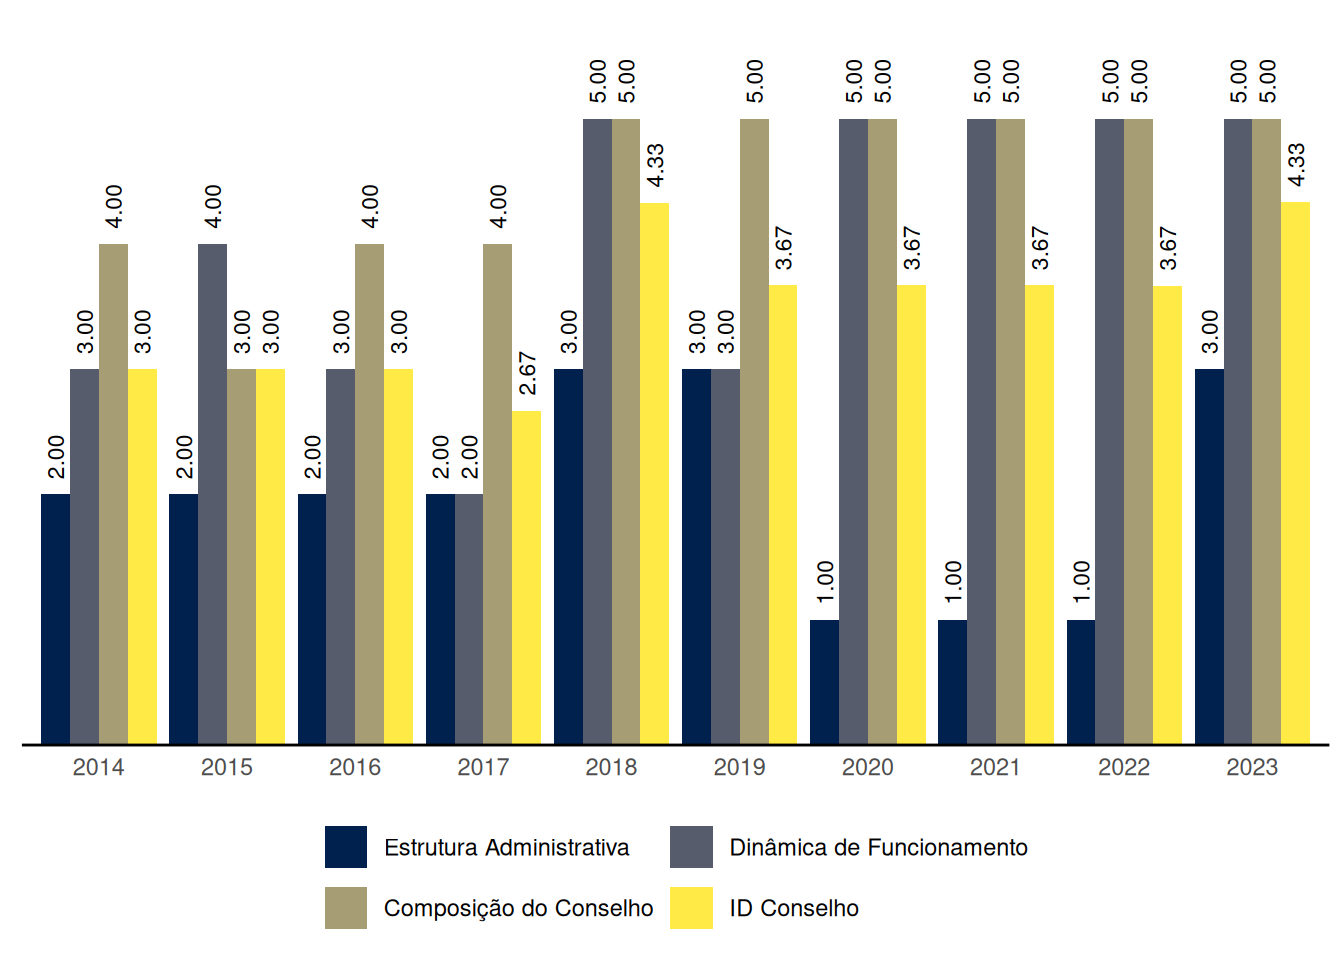 2.00 3.00 4.00 3.00 2.00 4.00 3.00 3.00 2.00 3.00 4.00 3.00 2.00 2.00 4.00 2.67 3.00 5.00 5.00 4.33 3.00 3.00 5.00 3.67 1.00 5.00 5.00 3.67 1.00 5.00 5.00 3.67 1.00 5.00 5.00 3.67 3.00 5.00 5.00 4.33
2014 2015 2016 2017 2018 2019 2020 2021 2022 2023
Estrutura Administrativa Dinâmica de Funcionamento
Composição do Conselho ID Conselho